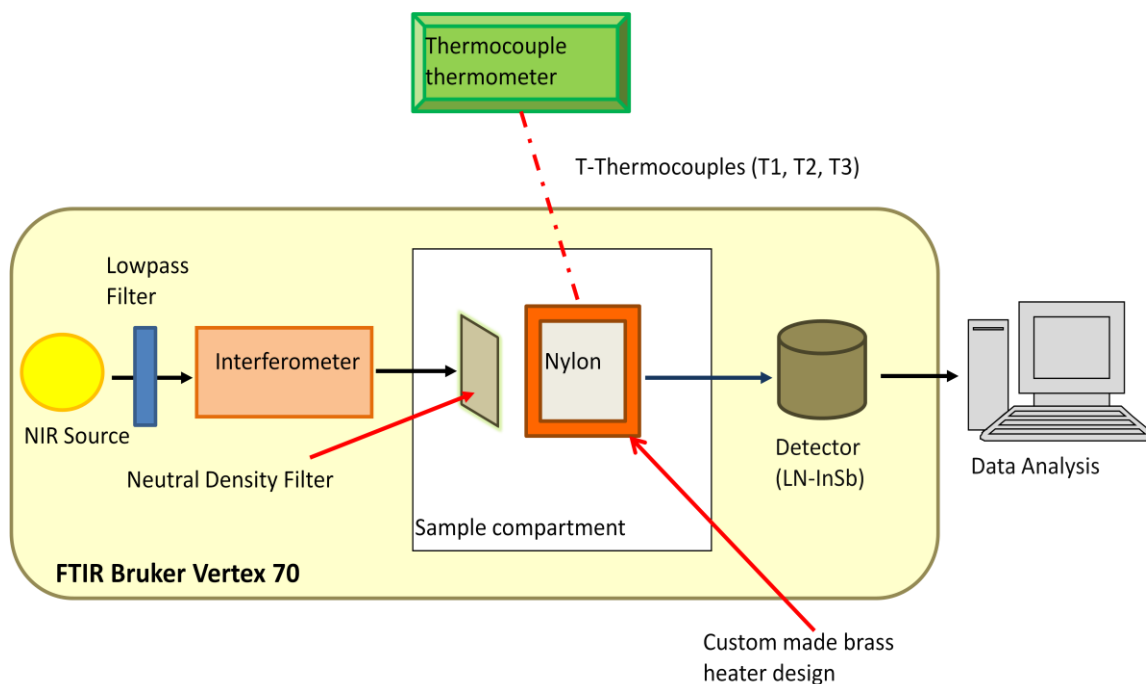 Thermocouple
thermometer
T-Thermocouples (T1, T2, T3)
Lowpass
Filter
Interferometer
Nylon
NIR Source
Neutral Density Filter
Detector
(LN-InSb)
Data Analysis
Sample compartment
FTIR Bruker Vertex 70
Custom made brass
heater design